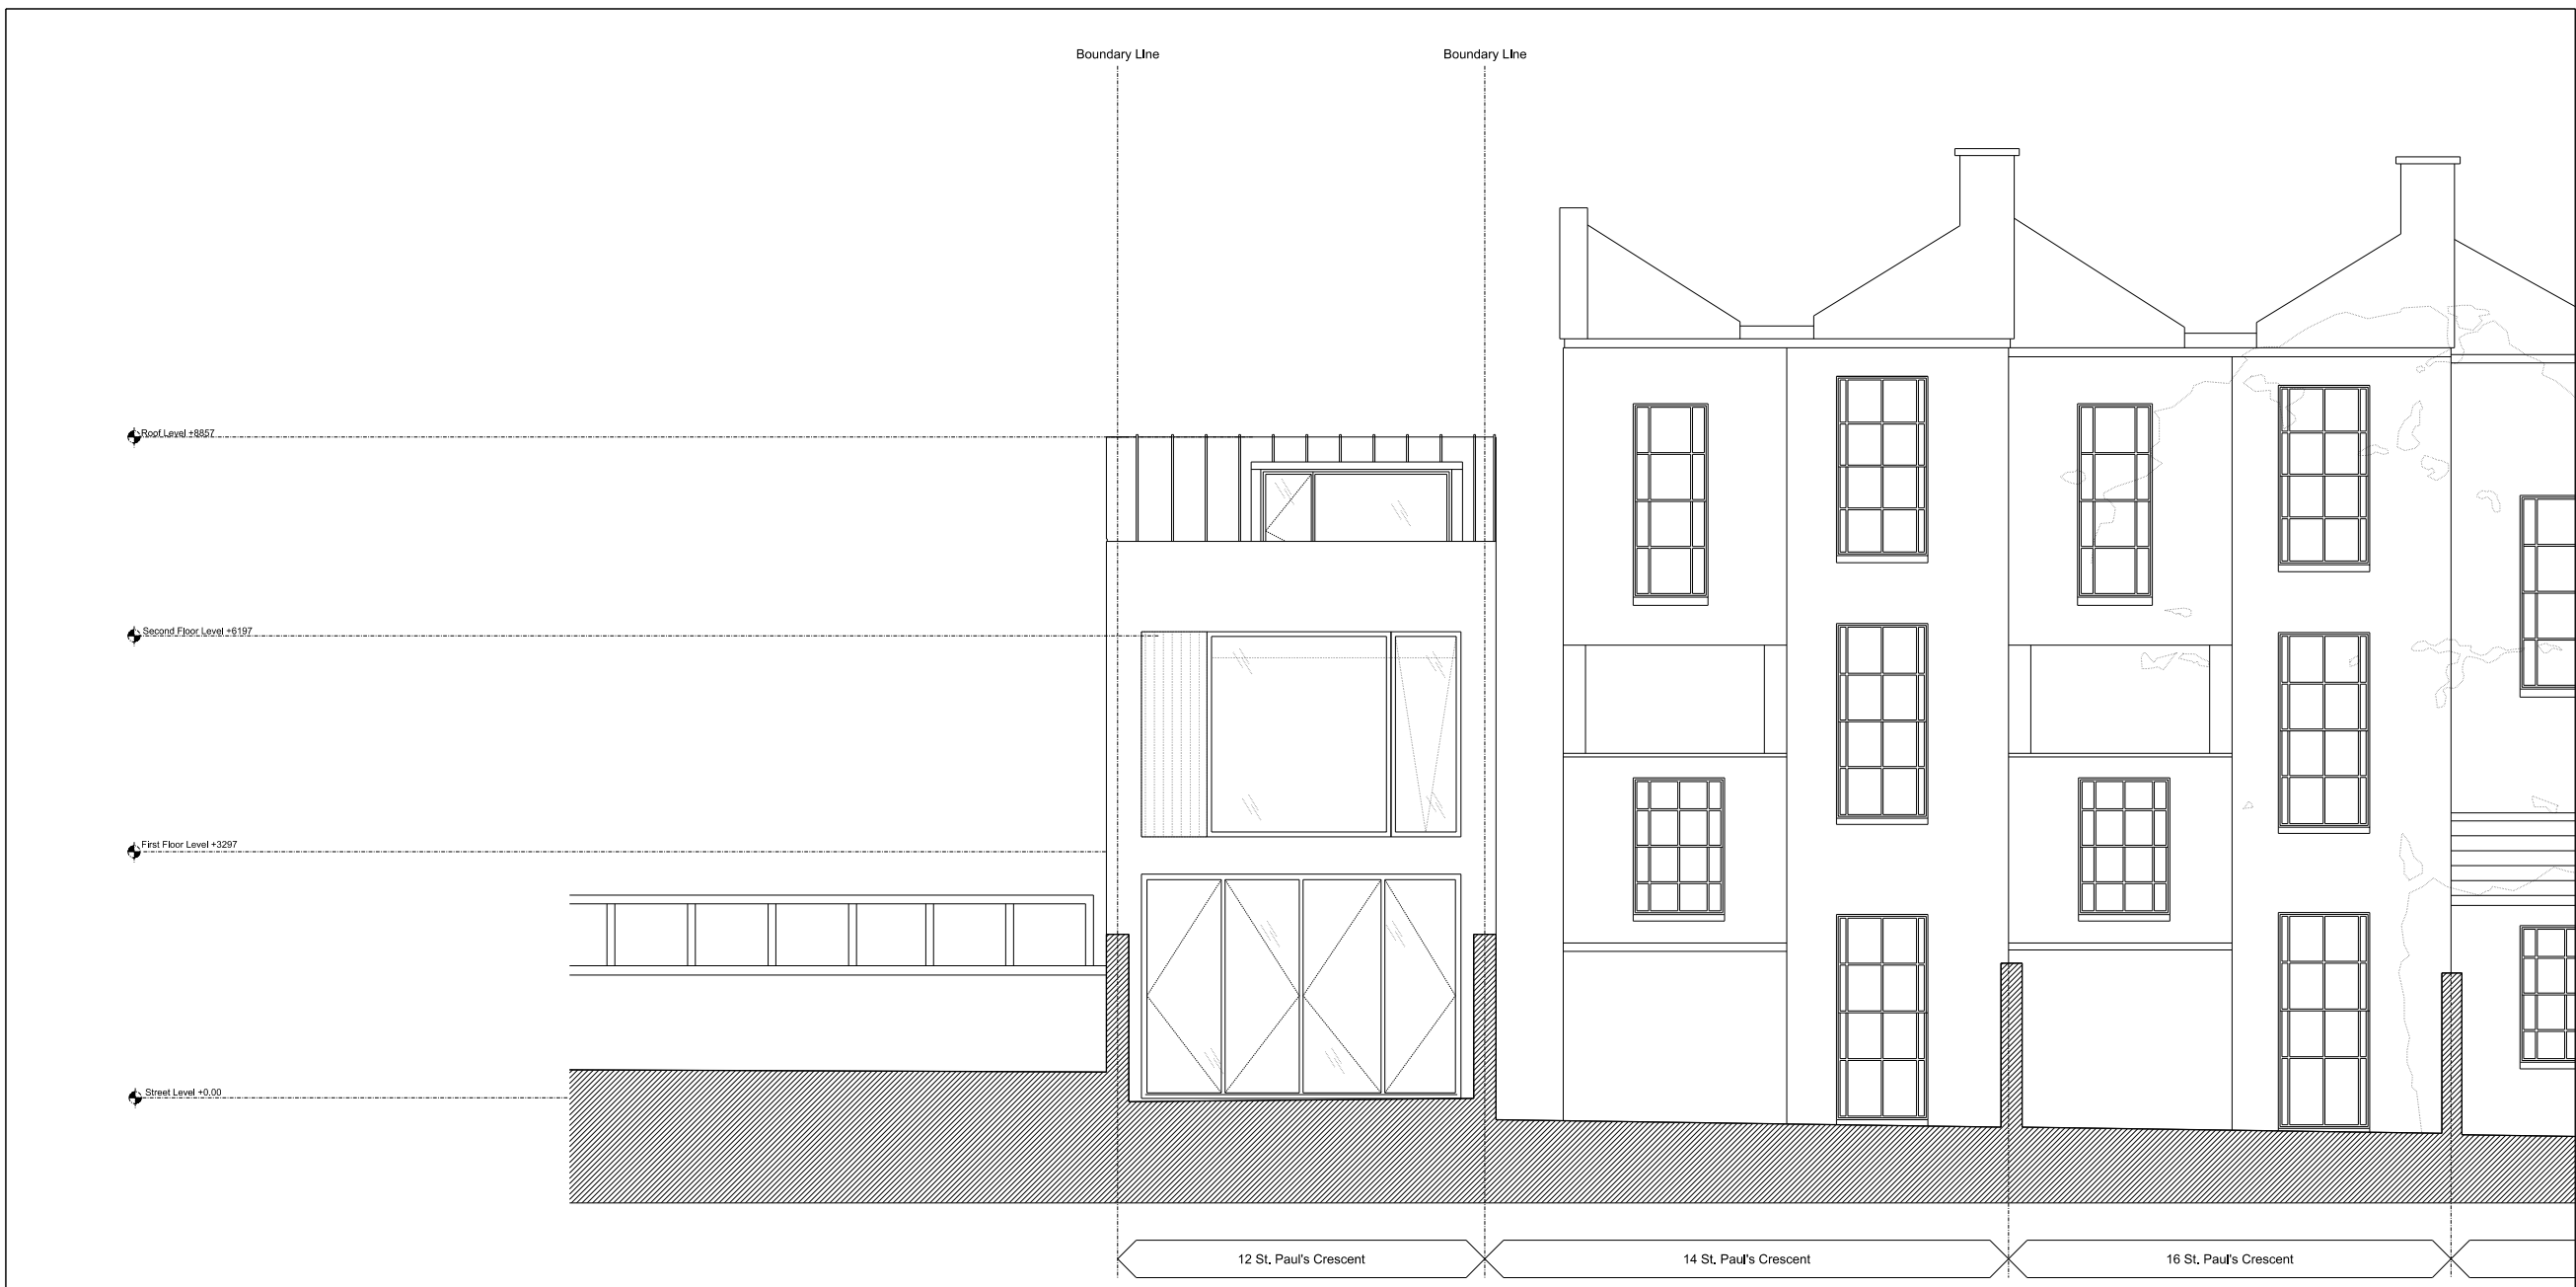 Boundary LIne
Boundary LIne
Roof Level +8857
Second Floor Level +6197
First Floor Level +3297
Street Level +0.00
12 St. Paul's Crescent
14 St. Paul's Crescent
16 St. Paul's Crescent